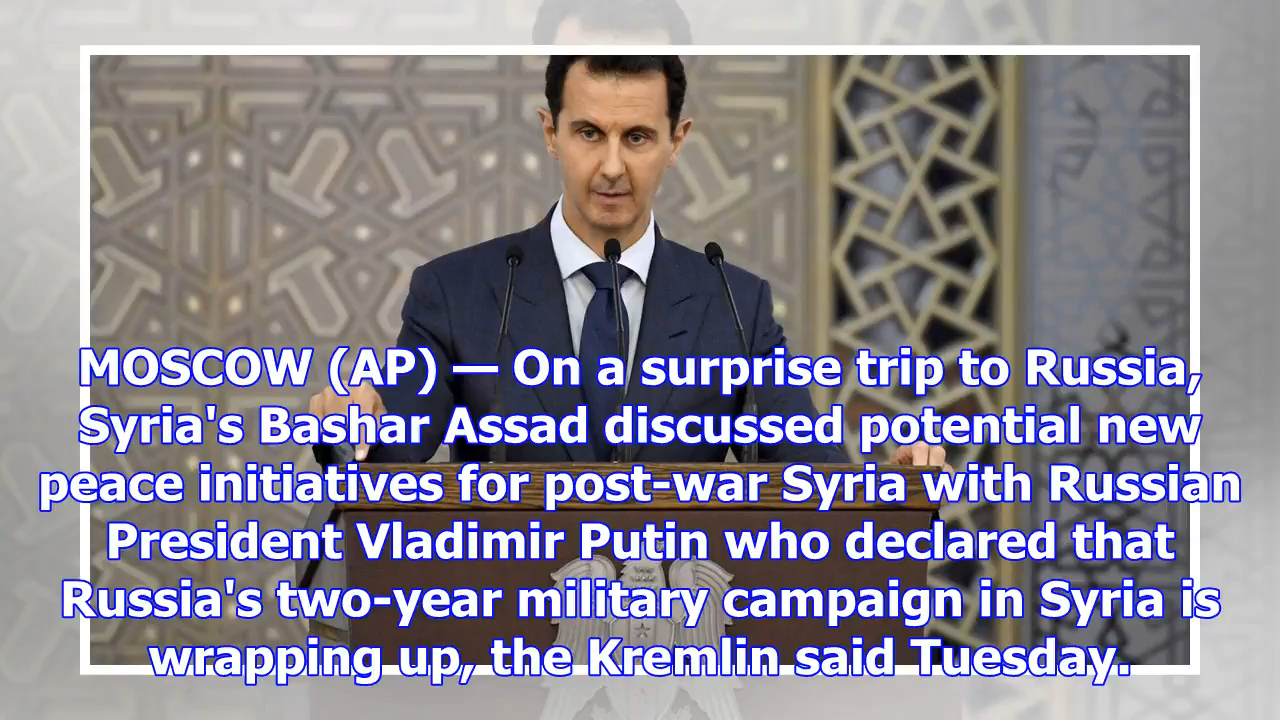 MOSCOW (AP) — On a surprise trip to Russia,
Syria's Bashar Assad discussed potential new
peace initiatives for post-war Syria with Russian
President Vladimir Putin who declared that
Russia's two-year military campaign in Syria is
wrapping up, the Kremlin said Tuesday.